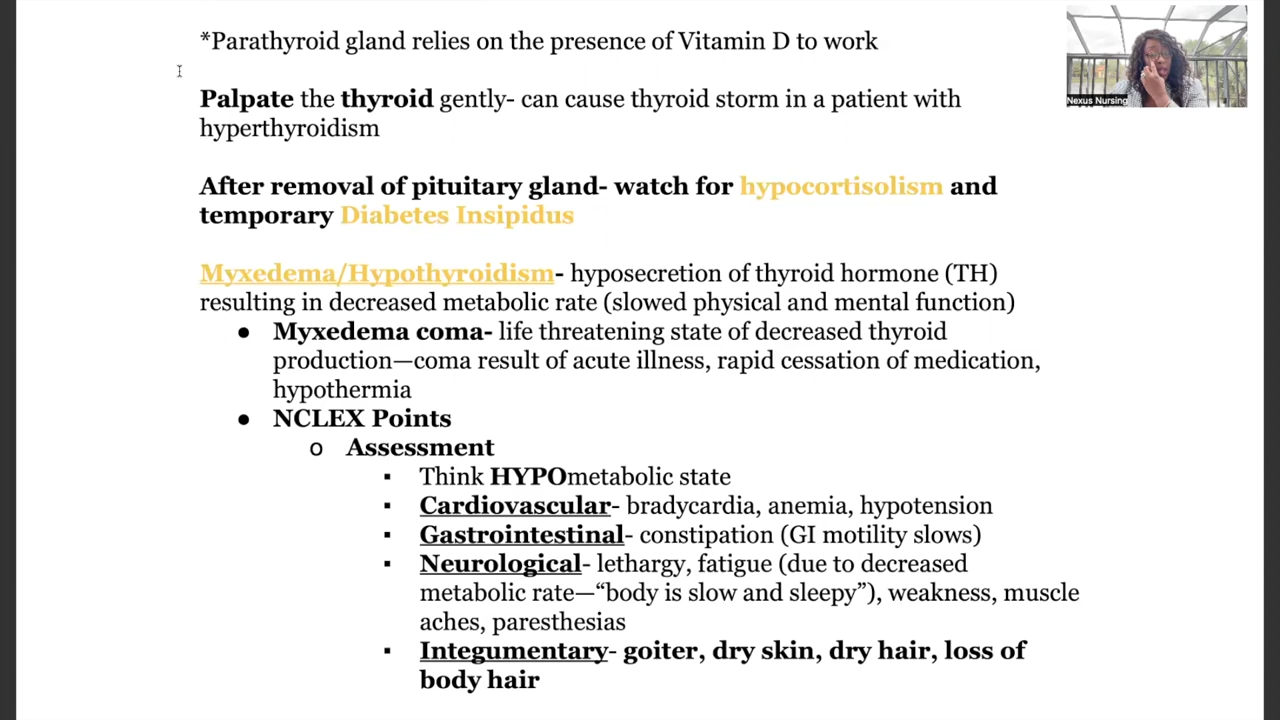 *Parathyroid gland relies on the presence of Vitamin D to work
Nexus Nursing
Palpate the thyroid gently- can cause thyroid storm in a patient with
hyperthyroidism
After removal of pituitary gland- watch for hypocortisolism and
temporary Diabetes Insipidus
Myxedema/Hypothyroidism- hyposecretion of thyroid hormone (TH)
resulting in decreased metabolic rate (slowed physical and mental function)
● Myxedema coma- life threatening state of decreased thyroid
production—coma result of acute illness, rapid cessation of medication,
hypothermia
● NCLEX Points
o Assessment
▪ Think HYPOmetabolic state
▪ Cardiovascular- bradycardia, anemia, hypotension
▪ Gastrointestinal- constipation (GI motility slows)
▪ Neurological- lethargy, fatigue (due to decreased
metabolic rate—“body is slow and sleepy”), weakness, muscle
aches, paresthesias
▪ Integumentary- goiter, dry skin, dry hair, loss of
body hair